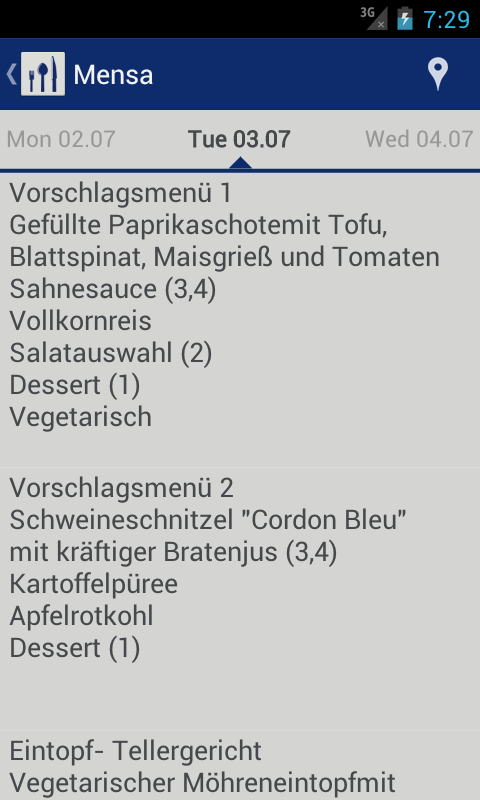 3G
7:29
Mensa
Mon 02.07
Tue 03.07
Wed 04.07
Vorschlagsmenü 1
Gefüllte Paprikaschotemit Tofu,
Blattspinat, Maisgrieß und Tomaten
Sahnesauce (3,4)
Vollkornreis
Salatauswahl (2)
Dessert (1)
Vegetarisch
Vorschlagsmenü 2
Schweineschnitzel "Cordon Bleu"
mit kräftiger Bratenjus (3,4)
Kartoffelpüree
Apfelrotkohl
Dessert (1)
Eintopf- Tellergericht
Vegetarischer Möhreneintopfmit